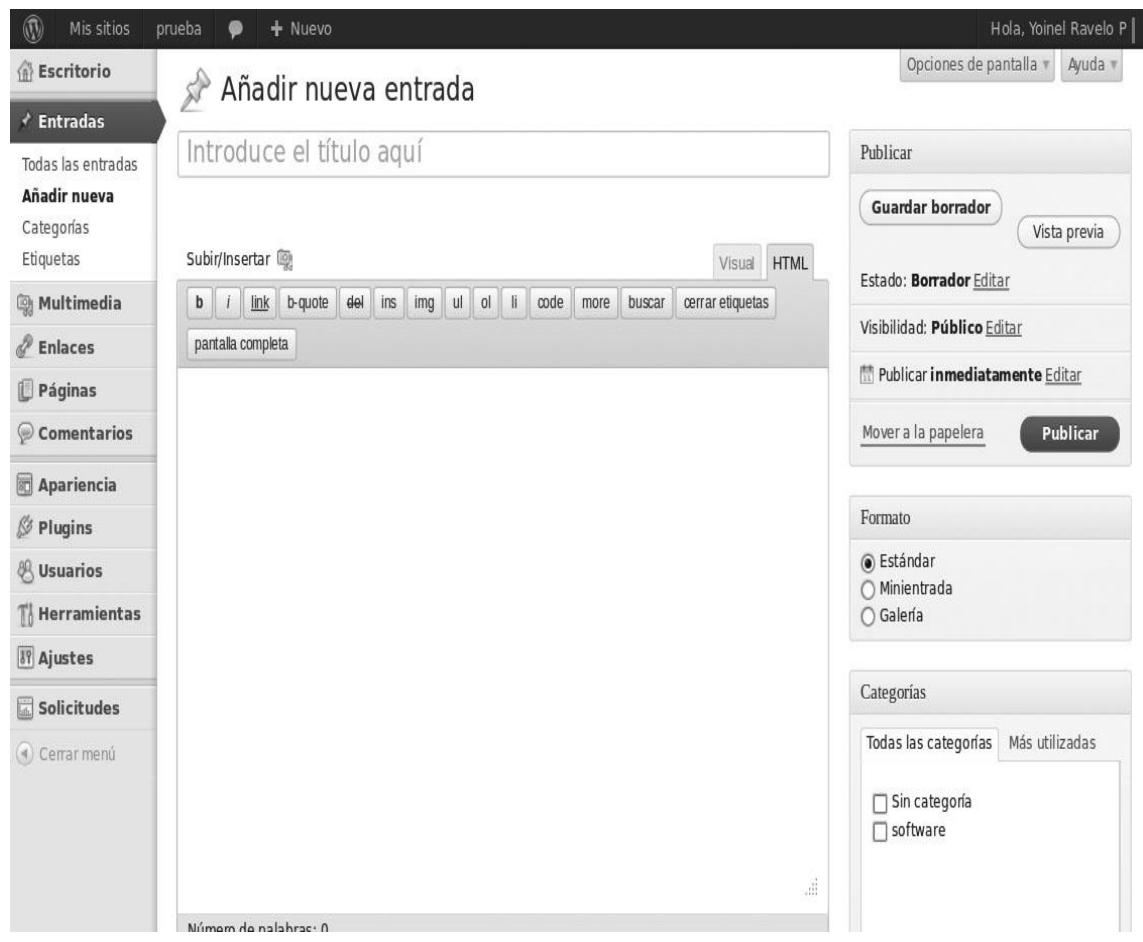 Mis sitios prueba + Nuevo Hola, Yoinel Ravelo P
Opciones de pantalla Ayuda
Escritorio
Entradas
Todas las entradas
Añadir nueva
Categorías
Etiquetas
Multimedia
Enlaces
Páginas
Comentarios
Apariencia
Plugins
Usuarios
Herramientas
Ajustes
Solicitudes
Cerrar menú
Añadir nueva entrada
Introduce el título aquí
Subir/Insertar
Visual HTML
b i link b-quote del ins img ul ol li code more buscar cerrar etiquetas
pantalla completa
Número de palabras: 0
Publicar
Guardar borrador
Vista previa
Estado: Borrador Editar
Visibilidad: Público Editar
Publicar inmediatamente Editar
Mover a la papelera Publicar
Formato
Estándar
Minientrada
Galería
Categorías
Todas las categorías Más utilizadas
Sin categoría
software